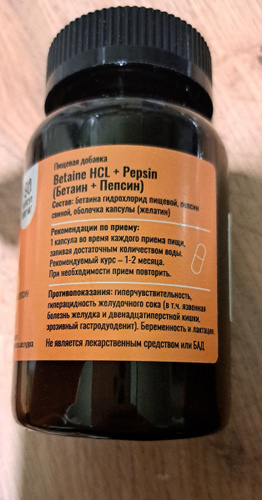 Пищевая добавка
Betaine HCL + Pepsin
(Бетаин + Пепсин)
Состав: бетаина гидрохлорид пищевой, пепсин
свиной, оболочка капсулы (желатин)
Рекомендации по приему:
1 капсула во время каждого приема пищи,
запивая достаточным количеством воды.
Рекомендуемый курс – 1-2 месяца.
При необходимости прием повторить.
Противопоказания: гиперчувствительность,
гиперацидность желудочного сока (в т.ч. язвенная
болезнь желудка и двенадцатиперстной кишки,
эрозивный гастродуоденит). Беременность и лактация.
Не является лекарственным средством или БАД